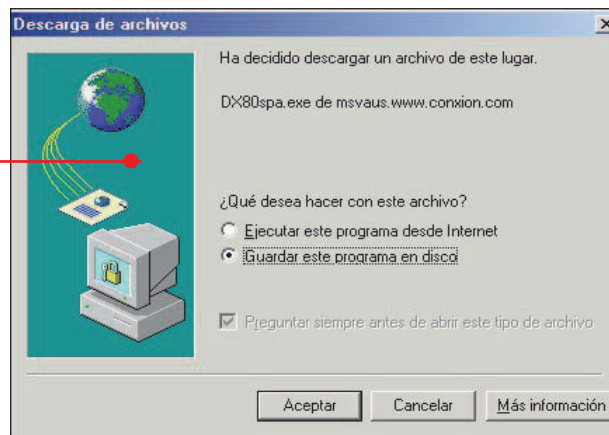 Descarga de archivos
Ha decidido descargar un archivo de este lugar.
DX80spa.exe de msvaus.www.conxion.com
¿Qué desea hacer con este archivo?
Ejecutar este programa desde Internet
Guardar este programa en disco
Preguntar siempre antes de abrir este tipo de archivo
Aceptar Cancelar Más información